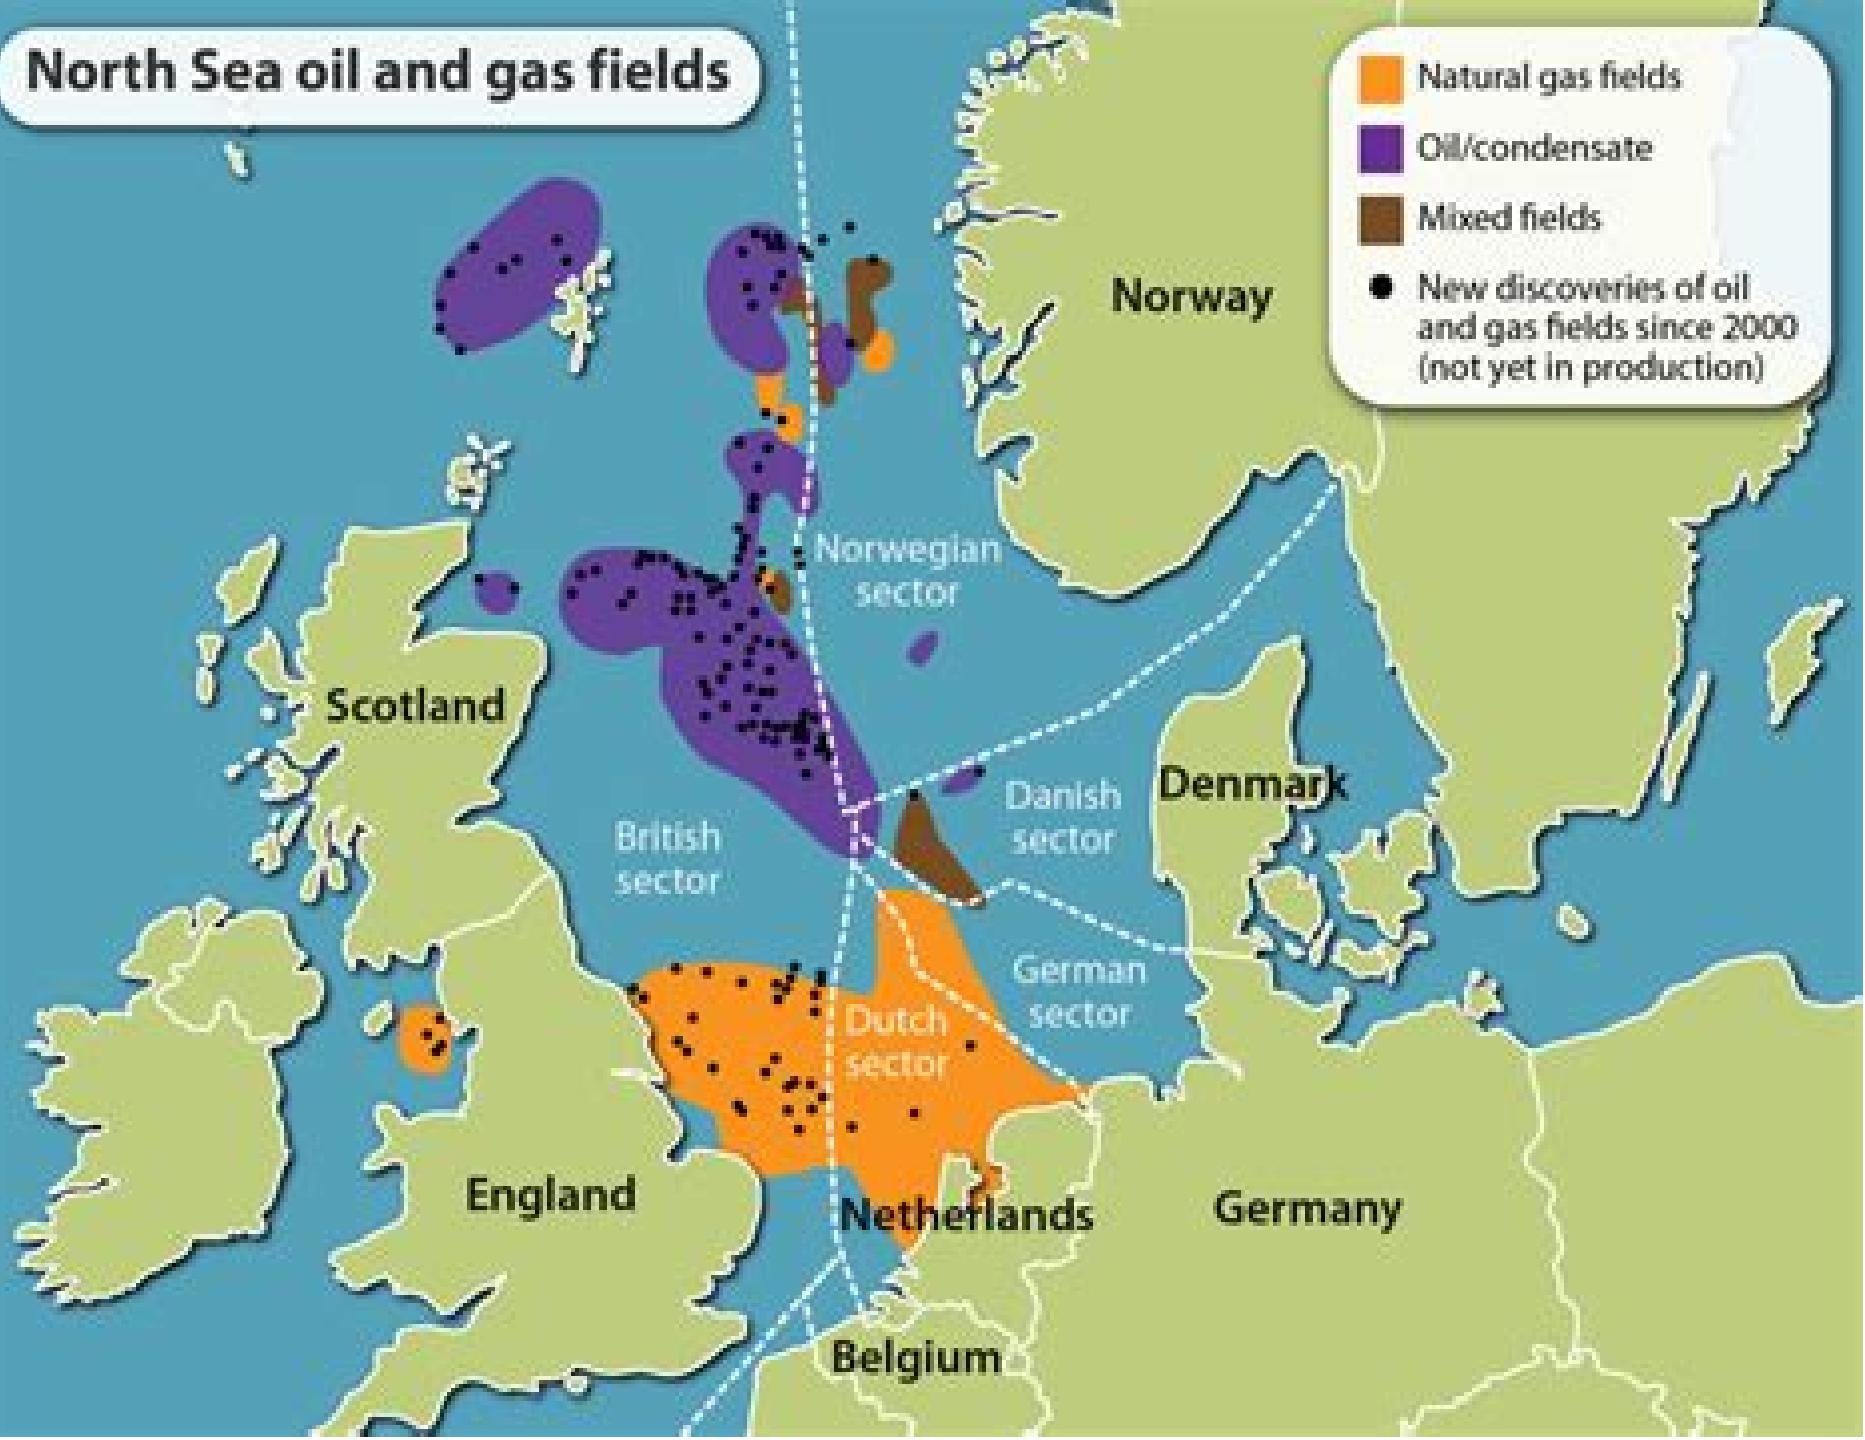 North Sea oil and gas fields
Natural gas fields
Oil/condensate
Mixed fields
New discoveries of oil
and gas fields since 2000
(not yet in production)
Norway
Norwegian
sector
Scotland
Denmark
Danish
sector
British
sector
German
sector
Dutch
sector
England
Netherlands
Germany
Belgium